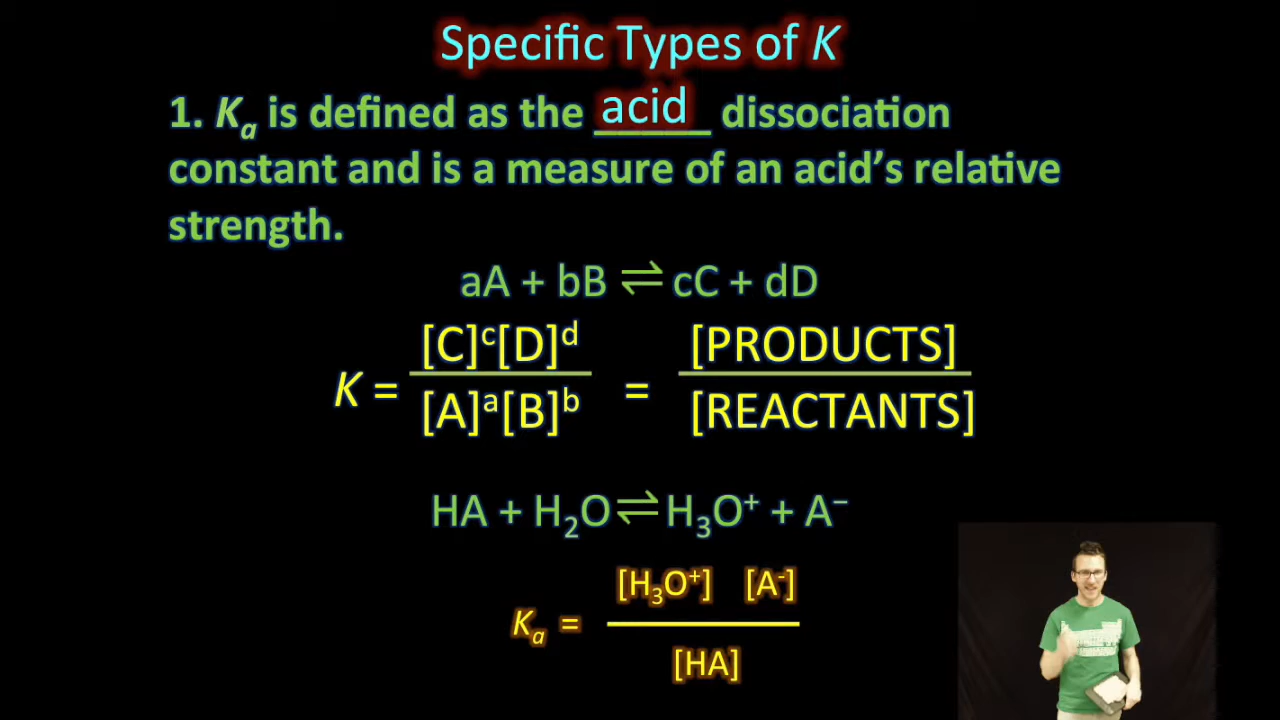 Specific Types of K
1. Kₐ is defined as the acid dissociation
constant and is a measure of an acid’s relative
strength.
aA + bB ⇌ cC + dD
[C]ᶜ[D]ᵈ [PRODUCTS]
K = =
[A]ᵃ[B]ᵇ [REACTANTS]
HA + H₂O ⇌ H₃O⁺ + A⁻
[H₃O⁺] [A⁻]
Kₐ =
[HA]